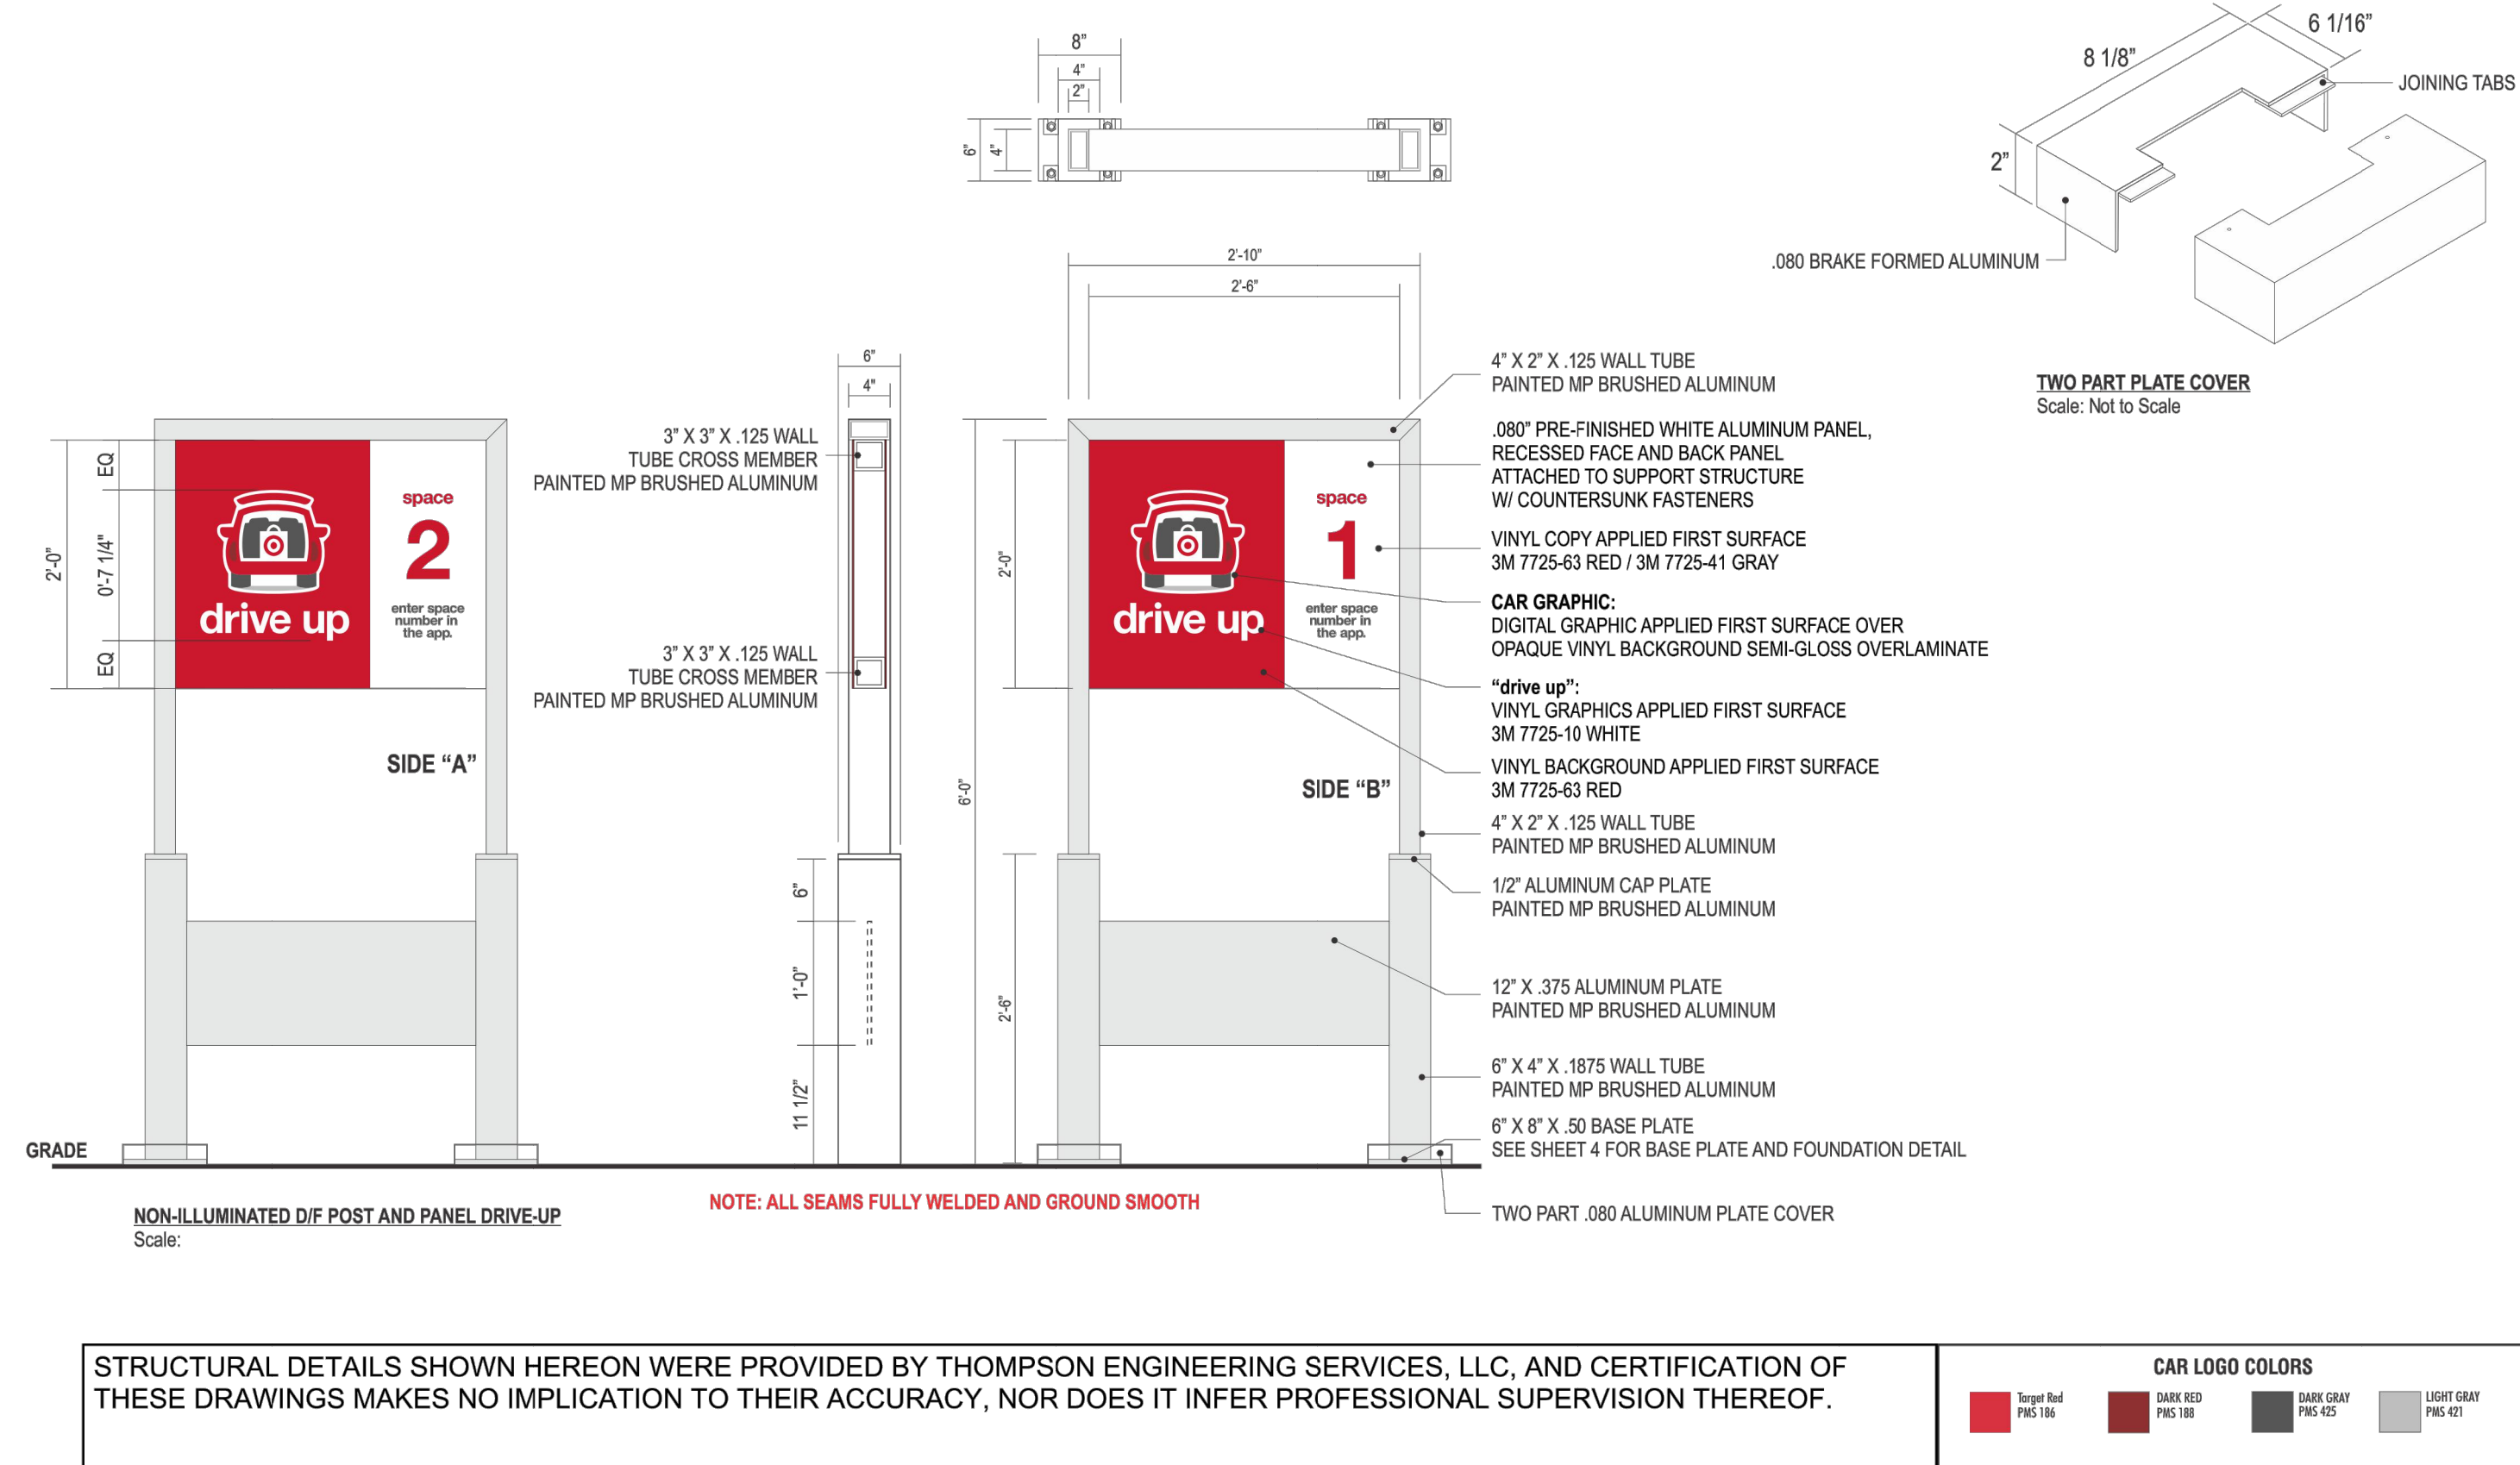 8”
4”
2”
6”
4”
6 1/16”
8 1/8”
JOINING TABS
2”
.080 BRAKE FORMED ALUMINUM
TWO PART PLATE COVER
Scale: Not to Scale
2’-0”
EQ
0’-7 1/4"
EQ
space
2
drive up
enter space
number in
the app.
SIDE “A”
GRADE
NON-ILLUMINATED D/F POST AND PANEL DRIVE-UP
Scale:
6”
4”
3” X 3” X .125 WALL
TUBE CROSS MEMBER
PAINTED MP BRUSHED ALUMINUM
3” X 3” X .125 WALL
TUBE CROSS MEMBER
PAINTED MP BRUSHED ALUMINUM
6”
1’-0”
11 1/2”
NOTE: ALL SEAMS FULLY WELDED AND GROUND SMOOTH
2’-10”
2’-6”
2’-0”
6’-0”
2’-6”
space
1
drive up
enter space
number in
the app.
SIDE “B”
4” X 2” X .125 WALL TUBE
PAINTED MP BRUSHED ALUMINUM
.080” PRE-FINISHED WHITE ALUMINUM PANEL,
RECESSED FACE AND BACK PANEL
ATTACHED TO SUPPORT STRUCTURE
W/ COUNTERSUNK FASTENERS
VINYL COPY APPLIED FIRST SURFACE
3M 7725-63 RED / 3M 7725-41 GRAY
CAR GRAPHIC:
DIGITAL GRAPHIC APPLIED FIRST SURFACE OVER
OPAQUE VINYL BACKGROUND SEMI-GLOSS OVERLAMINATE
“drive up”:
VINYL GRAPHICS APPLIED FIRST SURFACE
3M 7725-10 WHITE
VINYL BACKGROUND APPLIED FIRST SURFACE
3M 7725-63 RED
4” X 2” X .125 WALL TUBE
PAINTED MP BRUSHED ALUMINUM
1/2” ALUMINUM CAP PLATE
PAINTED MP BRUSHED ALUMINUM
12” X .375 ALUMINUM PLATE
PAINTED MP BRUSHED ALUMINUM
6” X 4” X .1875 WALL TUBE
PAINTED MP BRUSHED ALUMINUM
6” X 8” X .50 BASE PLATE
SEE SHEET 4 FOR BASE PLATE AND FOUNDATION DETAIL
TWO PART .080 ALUMINUM PLATE COVER
STRUCTURAL DETAILS SHOWN HEREON WERE PROVIDED BY THOMPSON ENGINEERING SERVICES, LLC, AND CERTIFICATION OF
THESE DRAWINGS MAKES NO IMPLICATION TO THEIR ACCURACY, NOR DOES IT INFER PROFESSIONAL SUPERVISION THEREOF.
CAR LOGO COLORS
Target Red
PMS 186
DARK RED
PMS 188
DARK GRAY
PMS 425
LIGHT GRAY
PMS 421